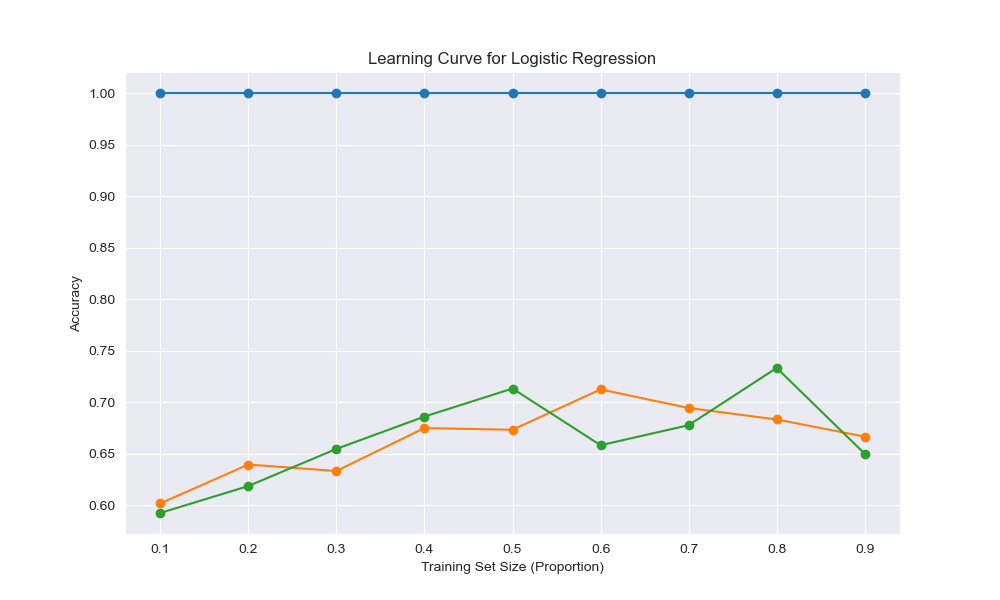 Learning Curve for Logistic Regression
1.00
0.95
0.90
0.85
0.80
0.75
0.70
0.65
0.60
Accuracy
0.1 0.2 0.3 0.4 0.5 0.6 0.7 0.8 0.9
Training Set Size (Proportion)